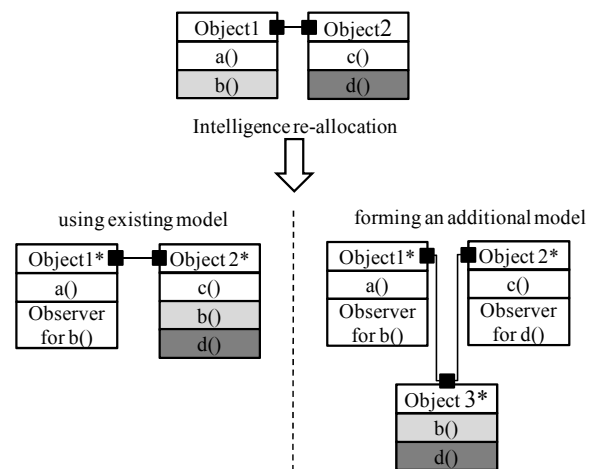 Object1
Object2
a()
c()
b()
d()
Intelligence re-allocation
using existing model
forming an additional model
Object1*
Object 2*
a()
c()
Observer
for b()
b()
d()
Object1*
Object 2*
a()
c()
Observer
for b()
Observer
for d()
Object 3*
b()
d()